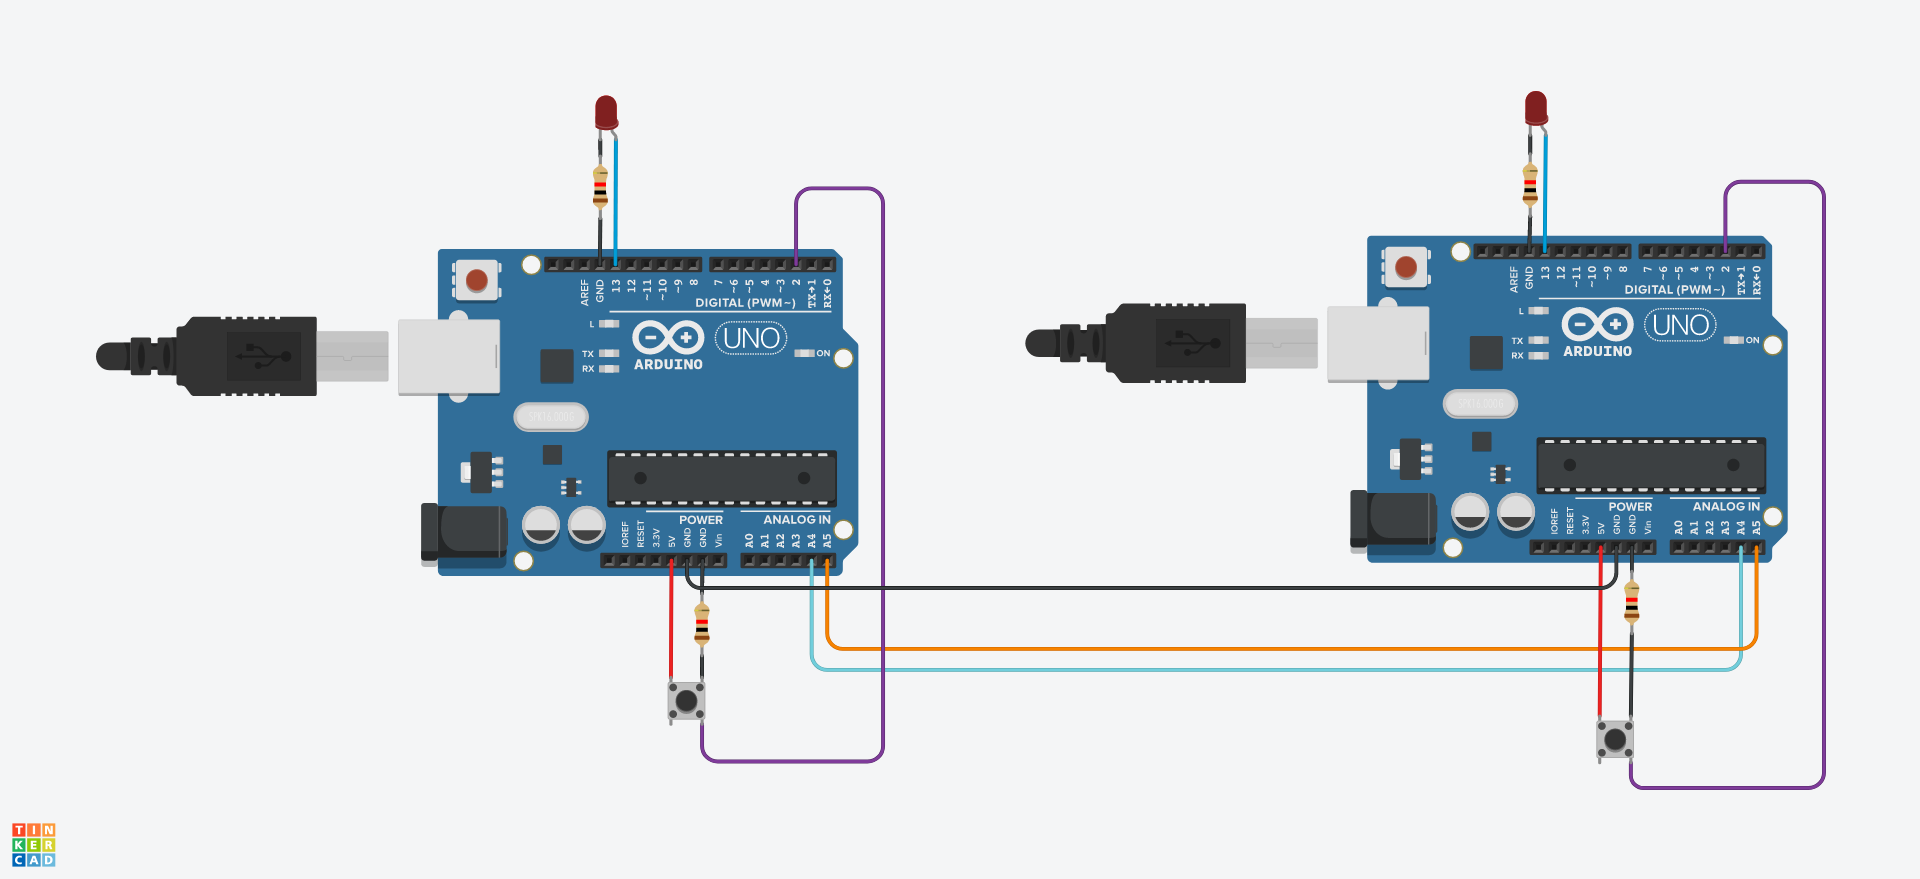 AREF
GND
13
12
~11
~10
~9
8
7
~6
~5
4
~3
2
TX→1
RX←0
DIGITAL (PWM~)
L
TX
RX
ARDUINO
UNO
ON
POWER
ANALOG IN
IOREF
RESET
3.3V
5V
GND
GND
Vin
A0
A1
A2
A3
A4
A5
AREF
GND
13
12
~11
~10
~9
8
7
~6
~5
4
~3
2
TX→1
RX←0
DIGITAL (PWM~)
L
TX
RX
ARDUINO
UNO
ON
POWER
ANALOG IN
IOREF
RESET
3.3V
5V
GND
GND
Vin
A0
A1
A2
A3
A4
A5
TIN
KER
CAD